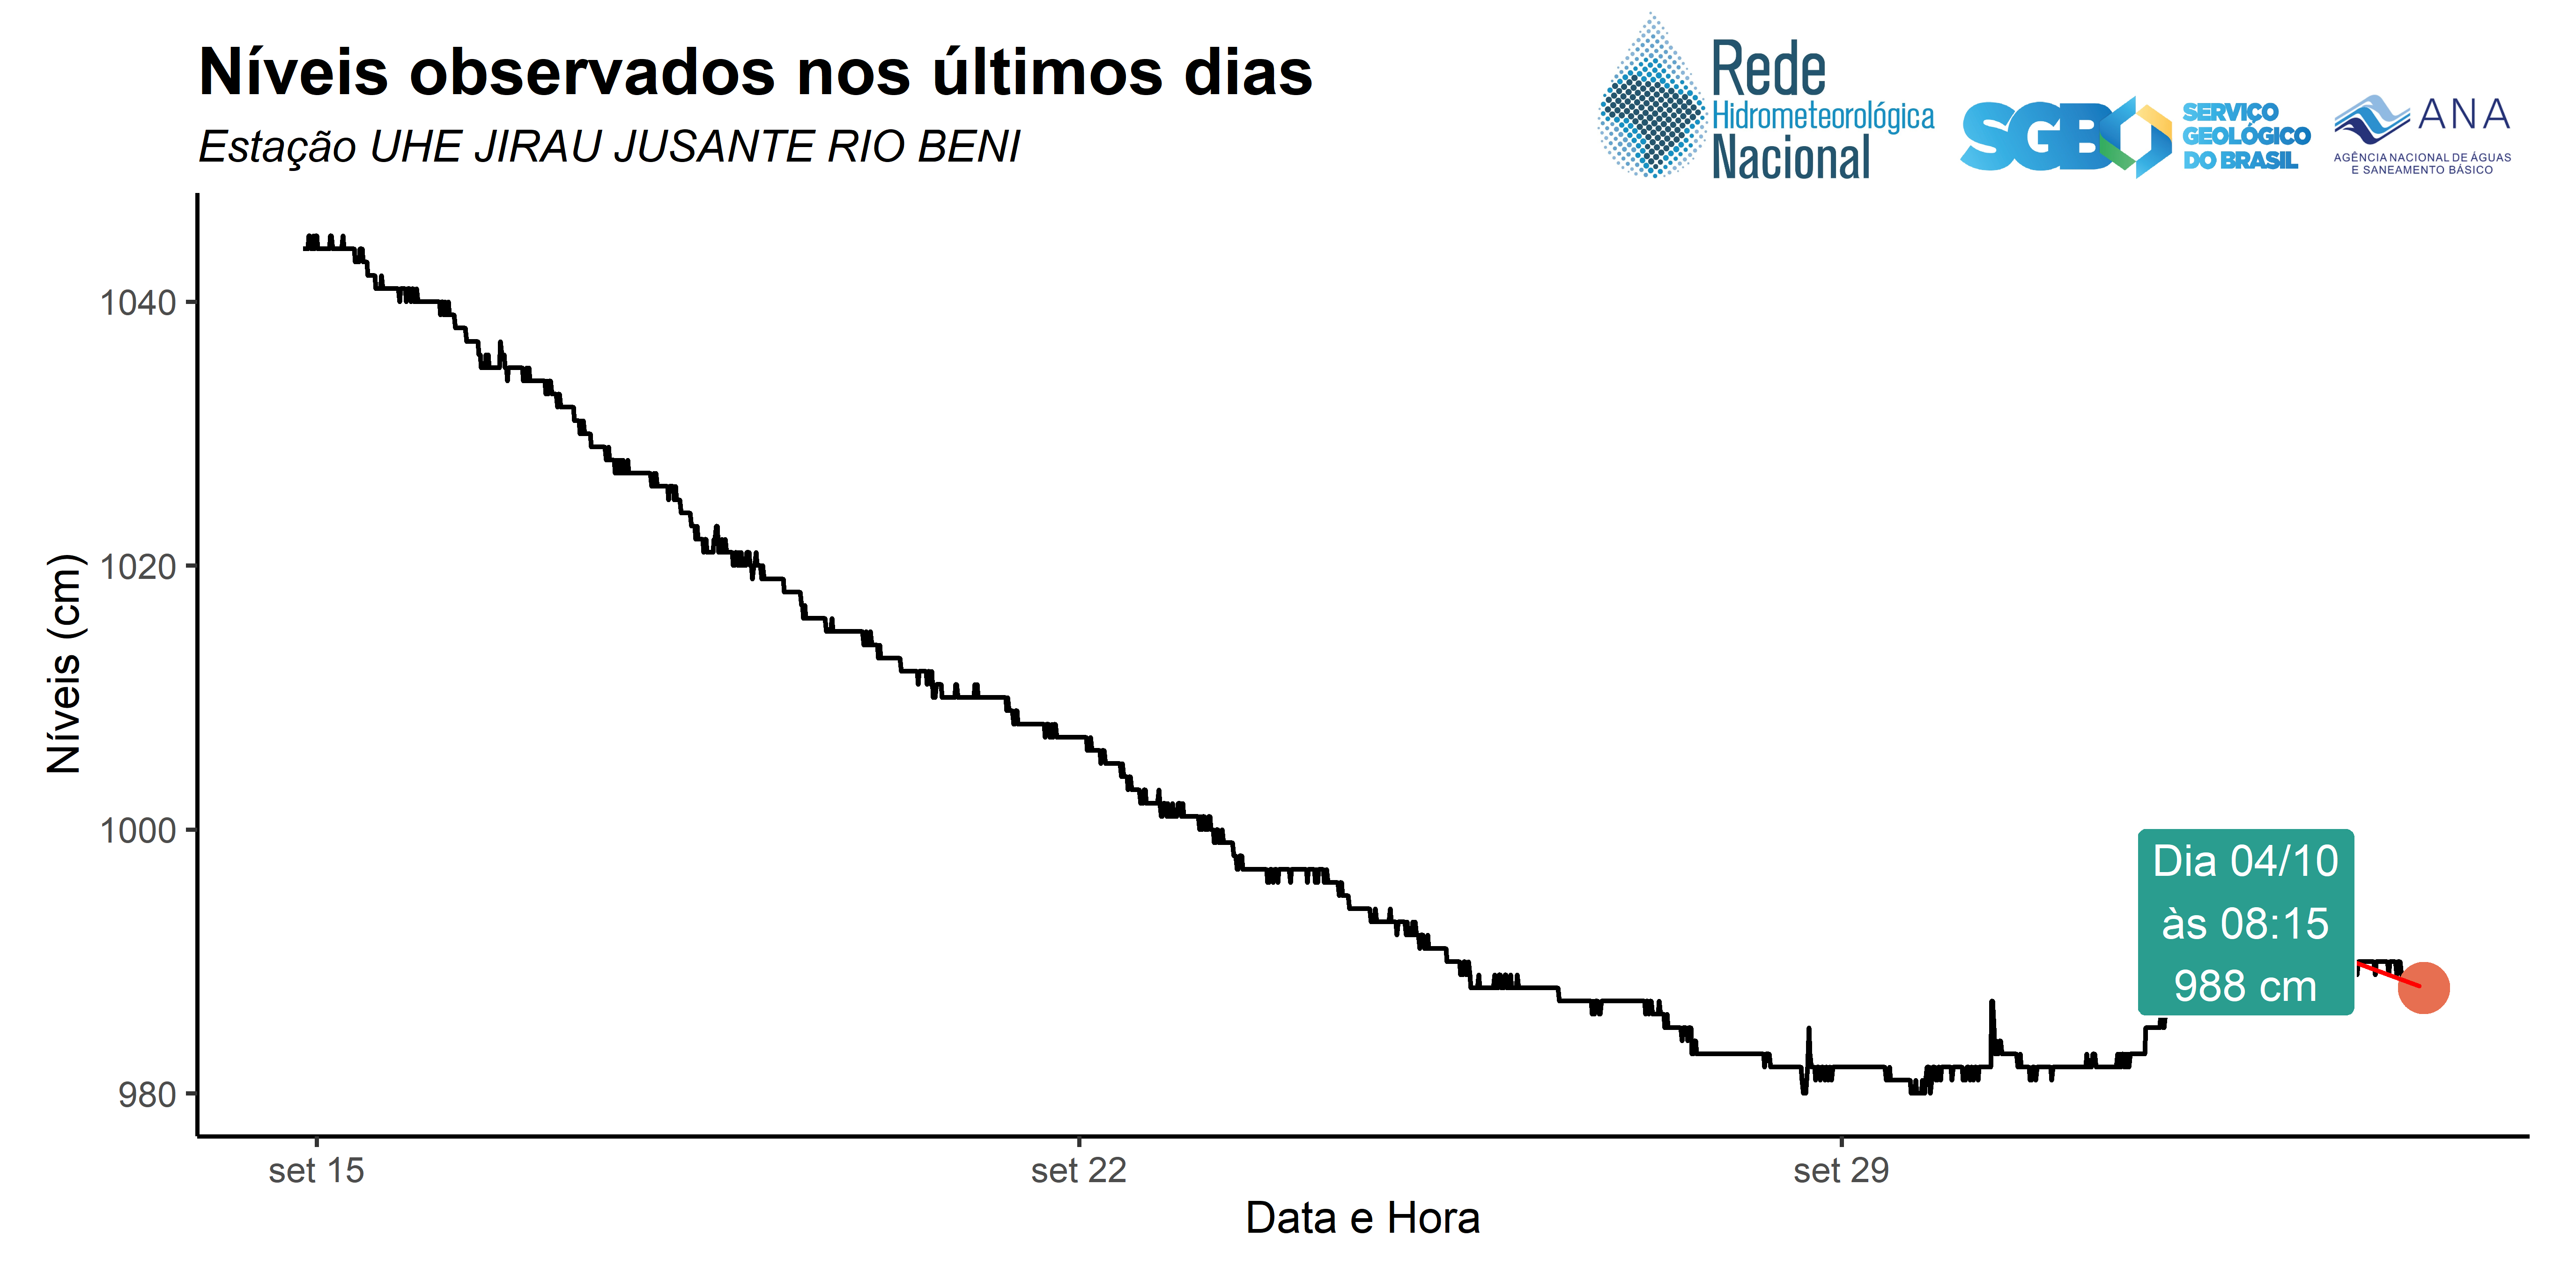 Níveis observados nos últimos dias
Estação UHE JIRAU JUSANTE RIO BENI
Rede
Hidrometeorológica
Nacional
SGB
SERVIÇO
GEOLÓGICO
DO BRASIL
ANA
AGÊNCIA NACIONAL DE ÁGUAS
E SANEAMENTO BÁSICO
Níveis (cm)
1040
1020
1000
980
Dia 04/10
às 08:15
988 cm
set 15
set 22
set 29
Data e Hora